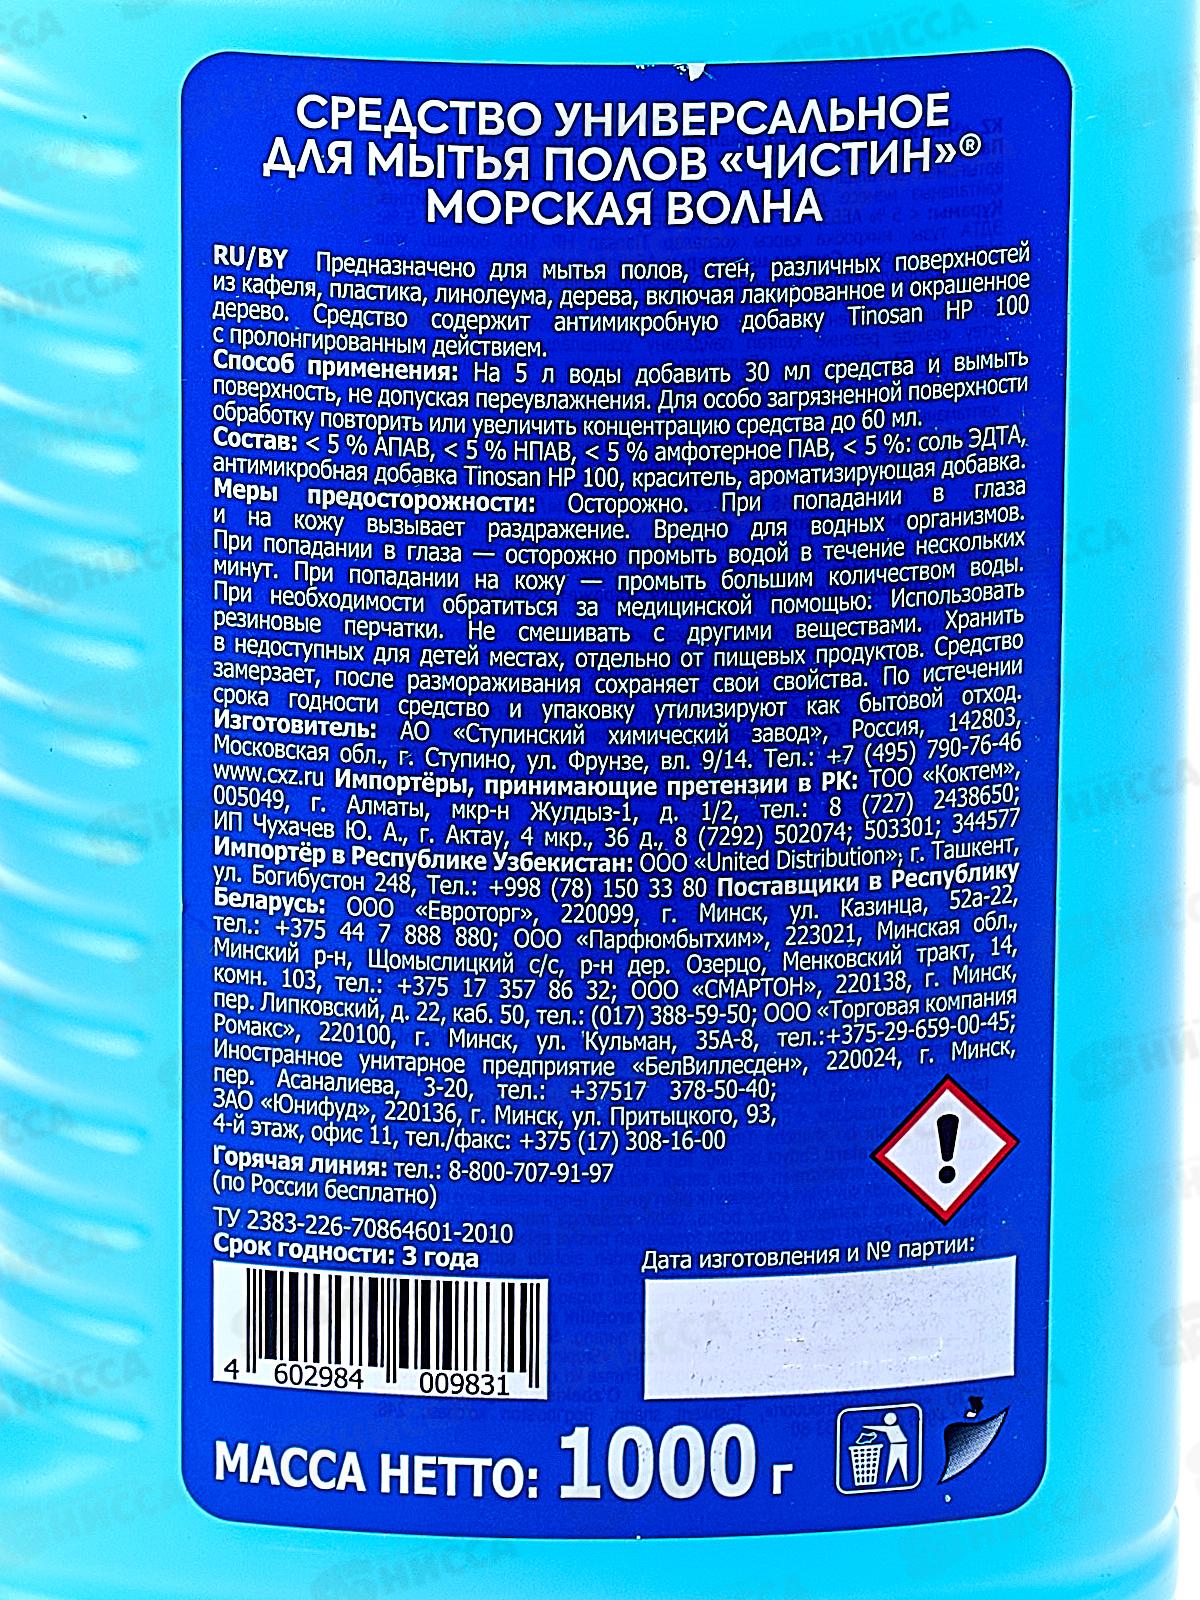 СРЕДСТВО УНИВЕРСАЛЬНОЕ
ДЛЯ МЫТЬЯ ПОЛОВ «ЧИСТИН»®
МОРСКАЯ ВОЛНА
RU/BY Предназначено для мытья полов, стен, различных поверхностей
из кафеля, пластика, линолеума, дерева, включая лакированное и окрашенное
дерево. Средство содержит антимикробную добавку Tinosan HP 100
с пролонгированным действием.
Способ применения: На 5 л воды добавить 30 мл средства и вымыть
поверхность, не допуская переувлажнения. Для особо загрязненной поверхности
обработку повторить или увеличить концентрацию средства до 60 мл.
Состав: < 5 % АПАВ, < 5 % НПАВ, < 5 % амфотерное ПАВ, < 5 %: соль ЭДТА,
антимикробная добавка Tinosan HP 100, краситель, ароматизирующая добавка.
Меры предосторожности: Осторожно. При попадании в глаза
и на кожу вызывает раздражение. Вредно для водных организмов.
При попадании в глаза — осторожно промыть водой в течение нескольких
минут. При попадании на кожу — промыть большим количеством воды.
При необходимости обратиться за медицинской помощью. Использовать
резиновые перчатки. Не смешивать с другими веществами. Хранить
в недоступных для детей местах, отдельно от пищевых продуктов. Средство
замерзает, после размораживания сохраняет свои свойства. По истечении
срока годности средство и упаковку утилизируют как бытовой отход.
Изготовитель: АО «Ступинский химический завод», Россия, 142803,
Московская обл., г. Ступино, ул. Фрунзе, вл. 9/14. Тел.: +7 (495) 790-76-46
www.cxz.ru Импортёры, принимающие претензии в РК: ТОО «Коктем»,
005049, г. Алматы, мкр-н Жулдыз-1, д. 1/2, тел.: 8 (727) 2438650;
ИП Чухачев Ю. А., г. Актау, 4 мкр., 36 д., 8 (7292) 502074; 503301; 344577
Импортёр в Республике Узбекистан: ООО «United Distribution», г. Ташкент,
ул. Богибустон 248, Тел.: +998 (78) 150 33 80 Поставщики в Республику
Беларусь: ООО «Евроторг», 220099, г. Минск, ул. Казинца, 52а-22,
тел.: +375 44 7 888 880; ООО «Парфюмбытхим», 223021, Минская обл.,
Минский р-н, Щомыслицкий с/с, р-н дер. Озерцо, Менковский тракт, 14,
комн. 103, тел.: +375 17 357 86 32; ООО «СМАРТОН», 220138, г. Минск,
пер. Липковский, д. 22, каб. 50, тел.: (017) 388-59-50; ООО «Торговая компания
Ромакс», 220100, г. Минск, ул. Кульман, 35А-8, тел.:+375-29-659-00-45;
Иностранное унитарное предприятие «БелВиллесден», 220024, г. Минск,
пер. Асаналиева, 3-20, тел.: +37517 378-50-40;
ЗАО «Юнифуд», 220136, г. Минск, ул. Притыцкого, 93,
4-й этаж, офис 11, тел./факс: +375 (17) 308-16-00
Горячая линия: тел.: 8-800-707-91-97
(по России бесплатно)
ТУ 2383-226-70864601-2010
Срок годности: 3 года
Дата изготовления и № партии:
4 602984 009831
МАССА НЕТТО: 1000 г